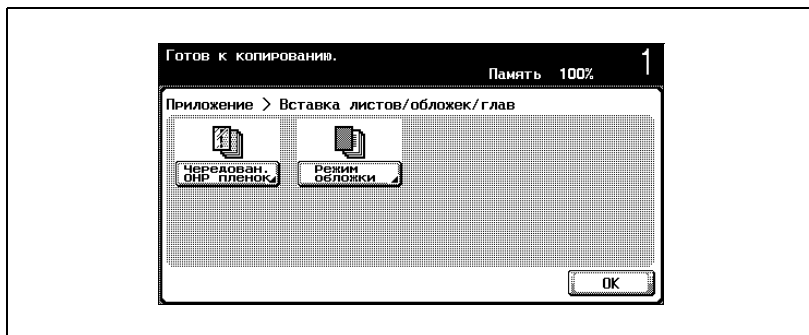 Готов к копированию.
Память 100% 1
Приложение > Вставка листов/обложек/глав
Чередован.
OHP пленок
Режим
обложки
OK